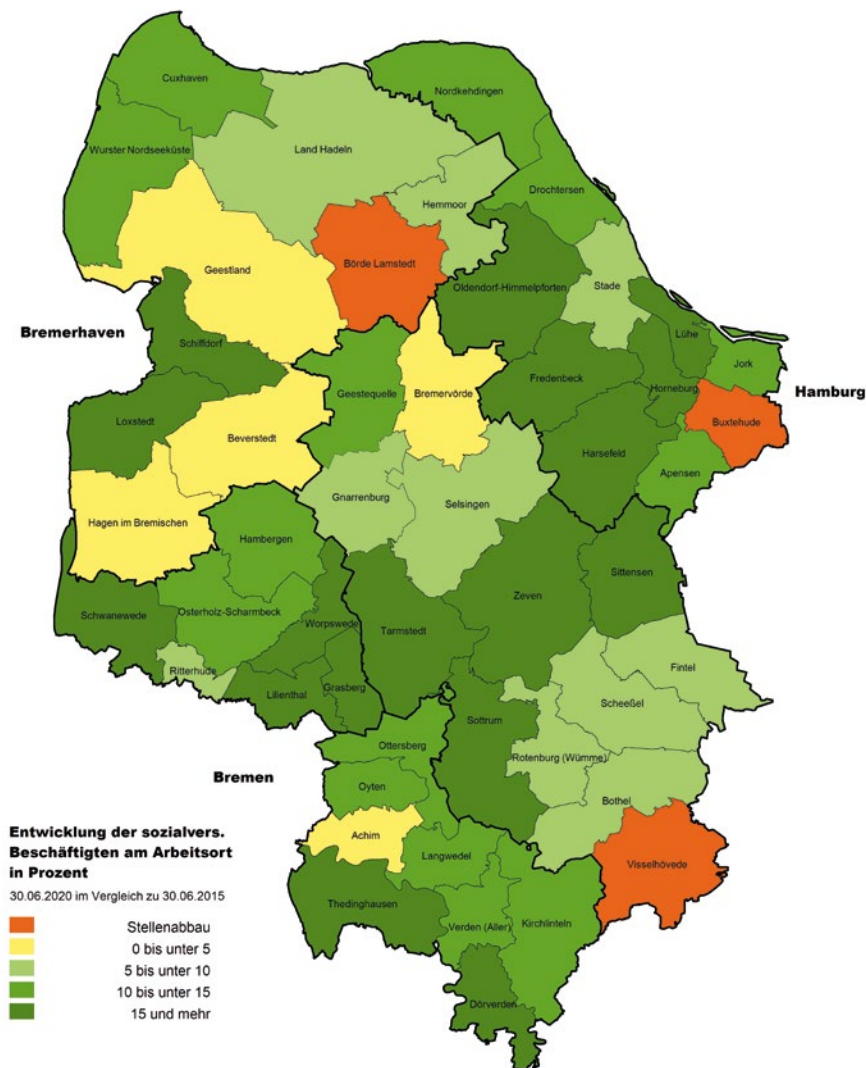 Cuxhaven
Nordkehdingen
Wurster Nordseeküste
Land Hadeln
Drochtersen
Hemmoor
Geestland
Börde Lamstedt
Oldendorf-Himmelpforten
Stade
Bremerhaven
Schiffdorf
Lühe
Jork
Fredenbeck
Horneburg
Hamburg
Geestequelle
Bremervörde
Buxtehude
Loxstedt
Beverstedt
Harsefeld
Apensen
Gnarrenburg
Selsingen
Hagen im Bremischen
Hambergen
Sittensen
Zeven
Schwanewede
Osterholz-Scharmbeck
Worpswede
Tarmstedt
Ritterhude
Fintel
Lilienthal
Grasberg
Scheeßel
Sottrum
Ottersberg
Rotenburg (Wümme)
Bremen
Oyten
Bothel
Achim
Langwedel
Visselhövede
Thedinghausen
Verden (Aller)
Kirchlinteln
Dörverden
Entwicklung der sozialvers.
Beschäftigten am Arbeitsort
in Prozent
30.06.2020 im Vergleich zu 30.06.2015
Stellenabbau
0 bis unter 5
5 bis unter 10
10 bis unter 15
15 und mehr